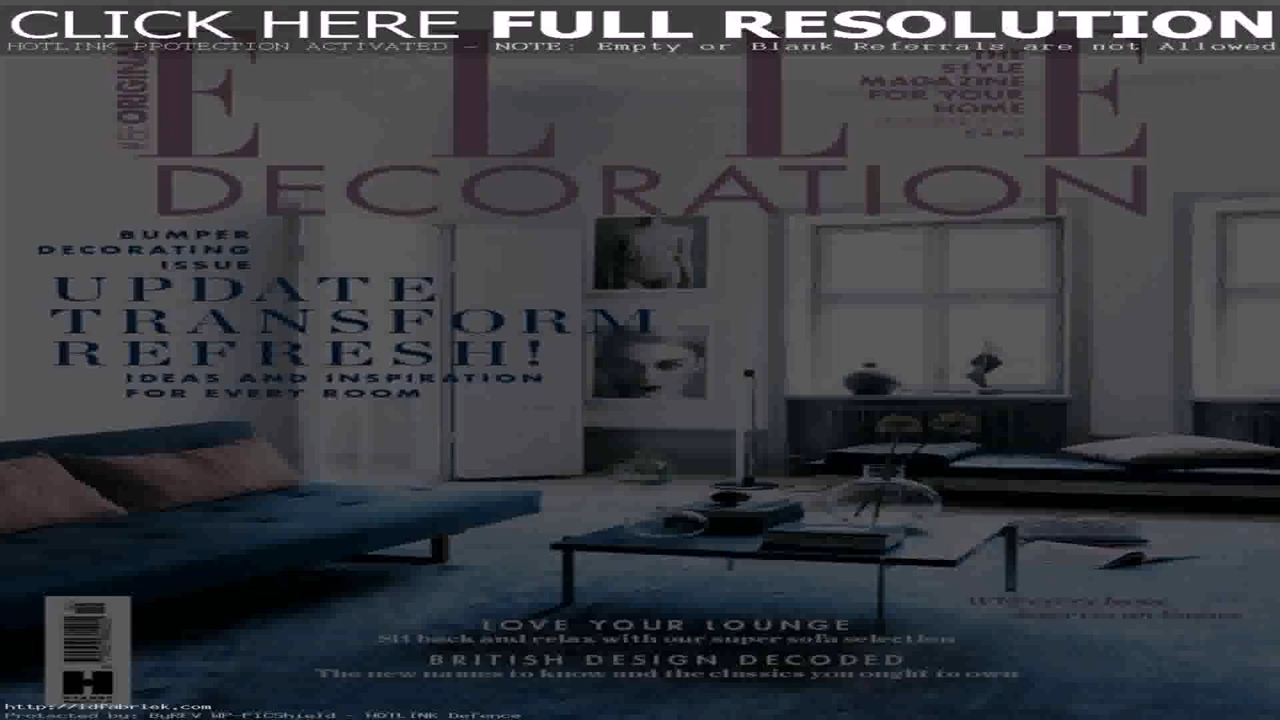 CLICK HERE FULL RESOLUTION
HOTLINK PROTECTION ACTIVATED - NOTE: Empty or Blank Referrals are not Allowed
ORIGINAL
THE
STYLE
MAGAZINE
FOR YOUR
HOME
ELLE
DECORATION
BUMPER
DECORATING
ISSUE
UPDATE
TRANSFORM
REFRESH!
IDEAS AND INSPIRATION
FOR EVERY ROOM
LOVE YOUR LOUNGE
Sit back and relax with our super sofa selection
BRITISH DESIGN DECODED
The new names to know and the classics you ought to own
H
http://idfabriek.com
Protected by: ByREV WP-PICShield - HOTLINK Defence